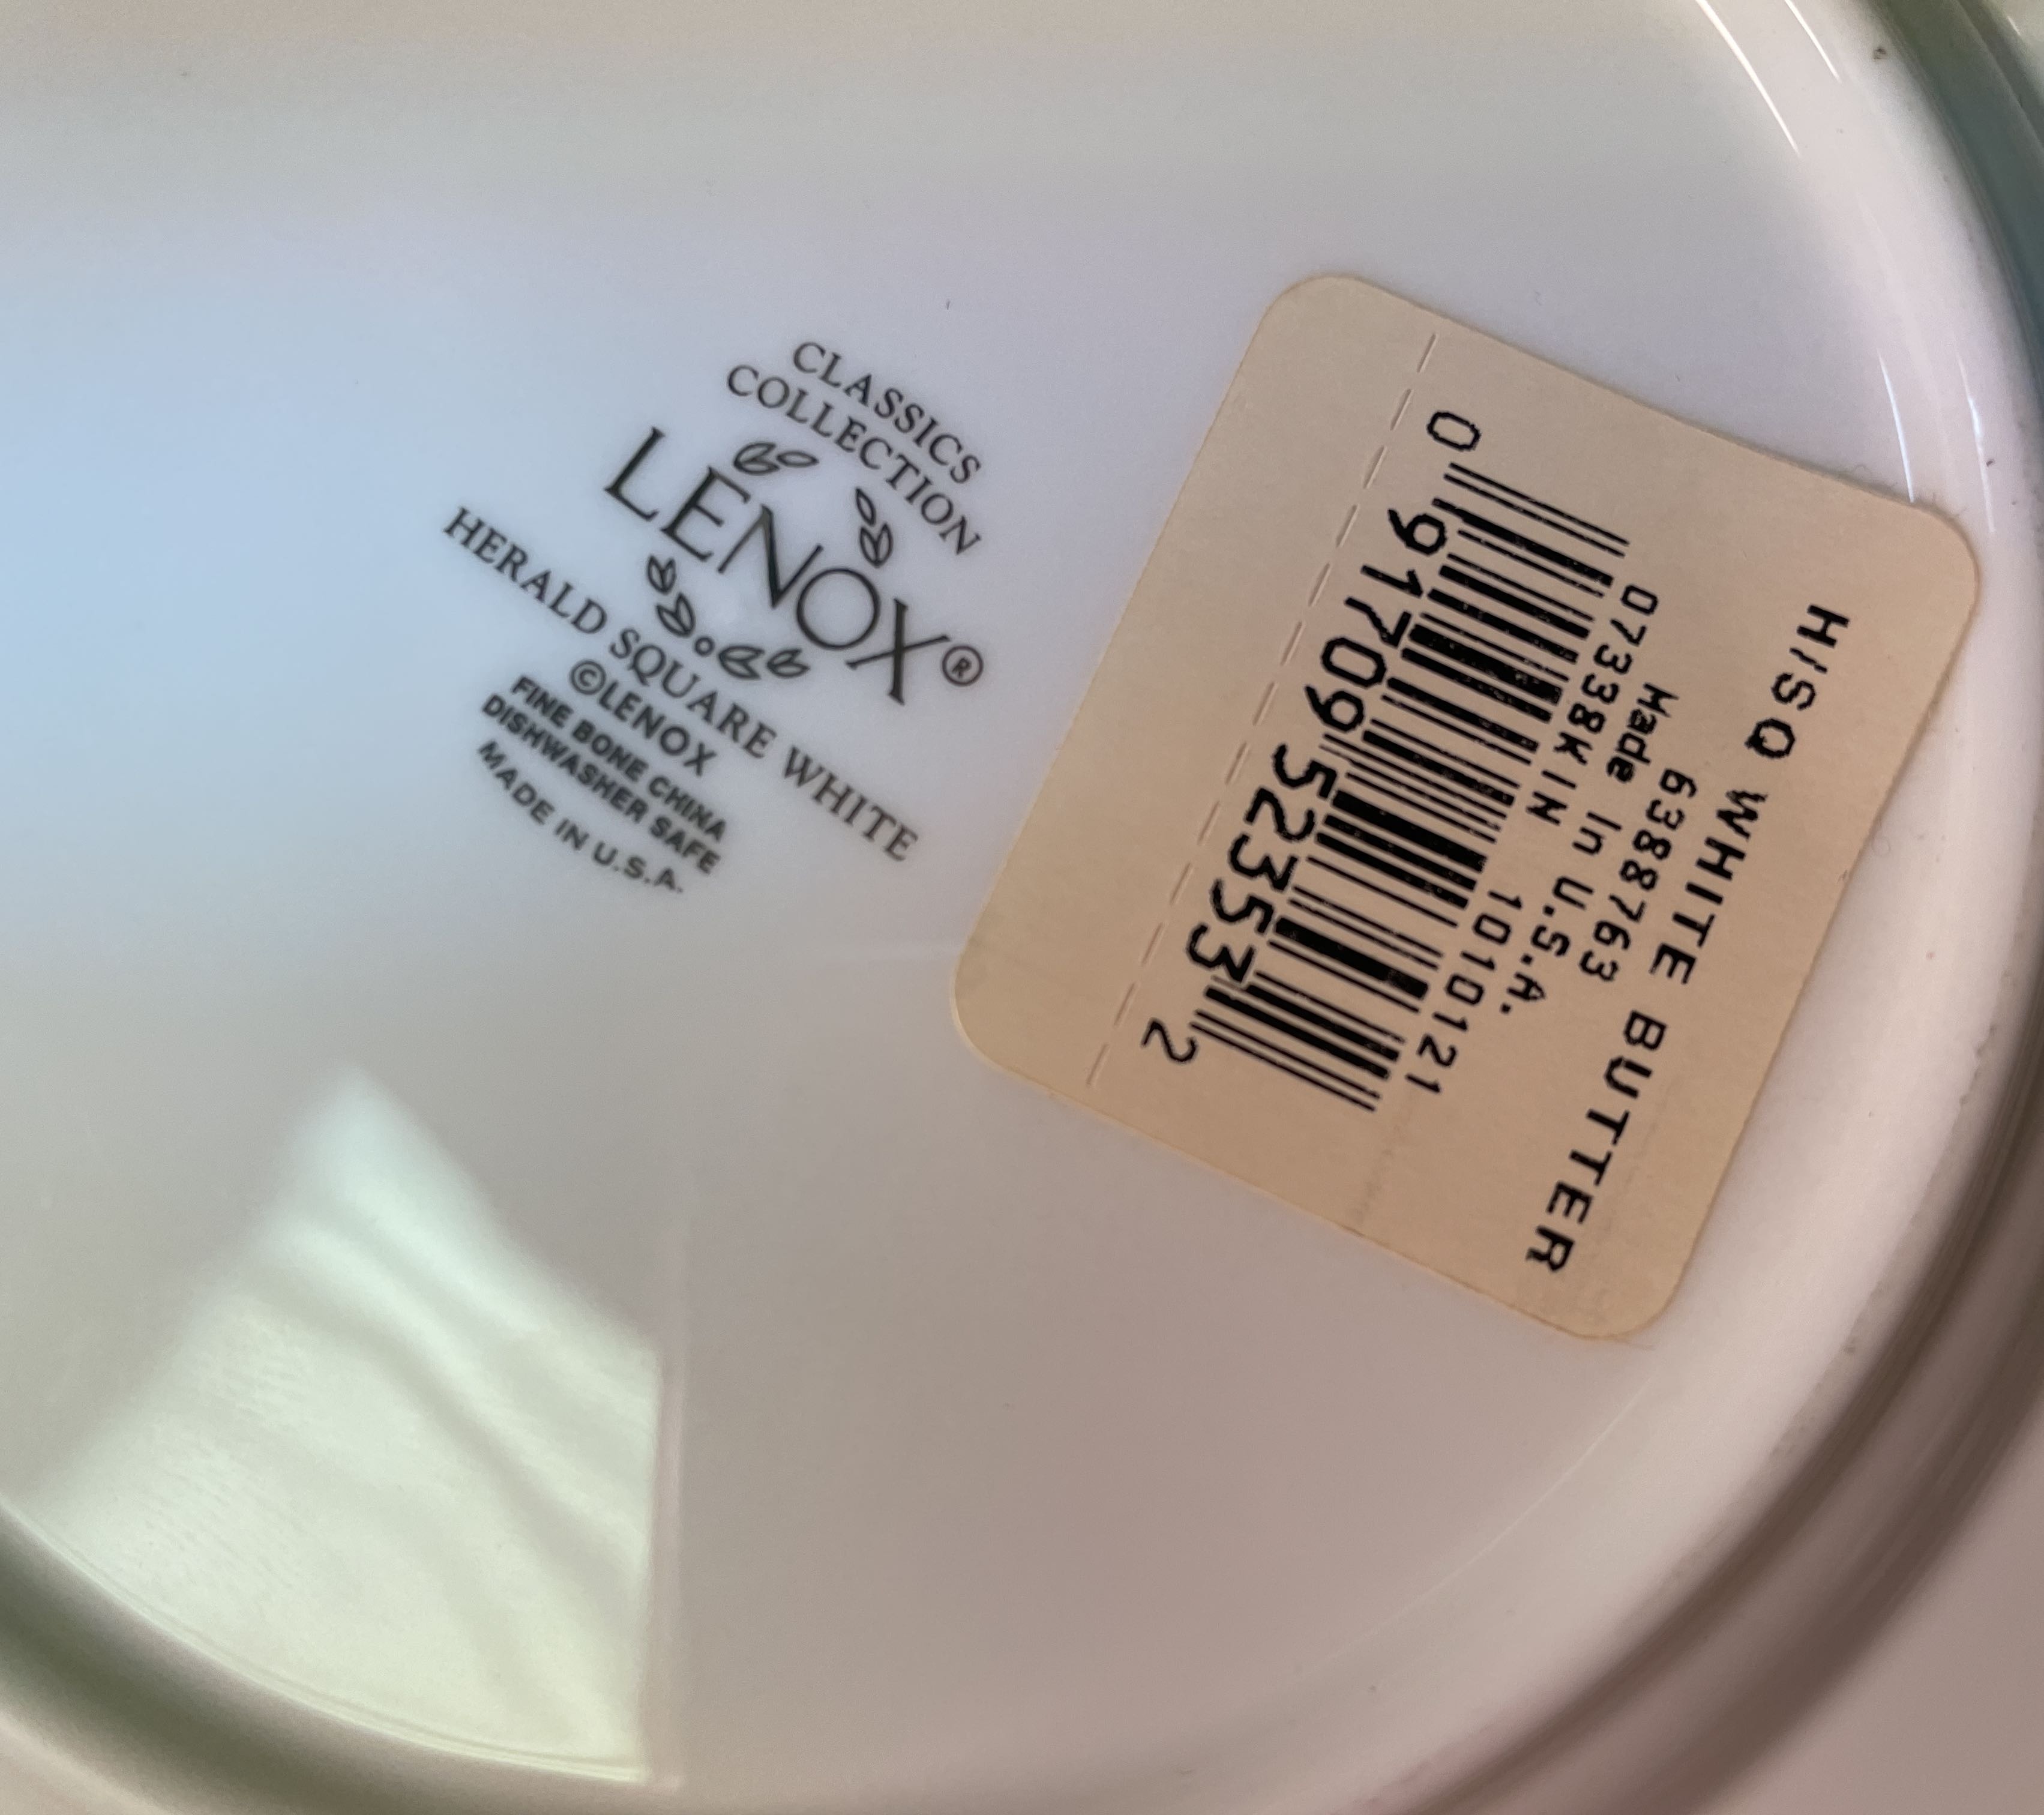 CLASSICS
COLLECTION
LENOX®
HERALD SQUARE WHITE
©LENOX
FINE BONE CHINA
DISHWASHER SAFE
MADE IN U.S.A.
H/SQ WHITE BUTTER
6388763
Made In U.S.A.
07338KIN 1010121
0 91709 52353 2